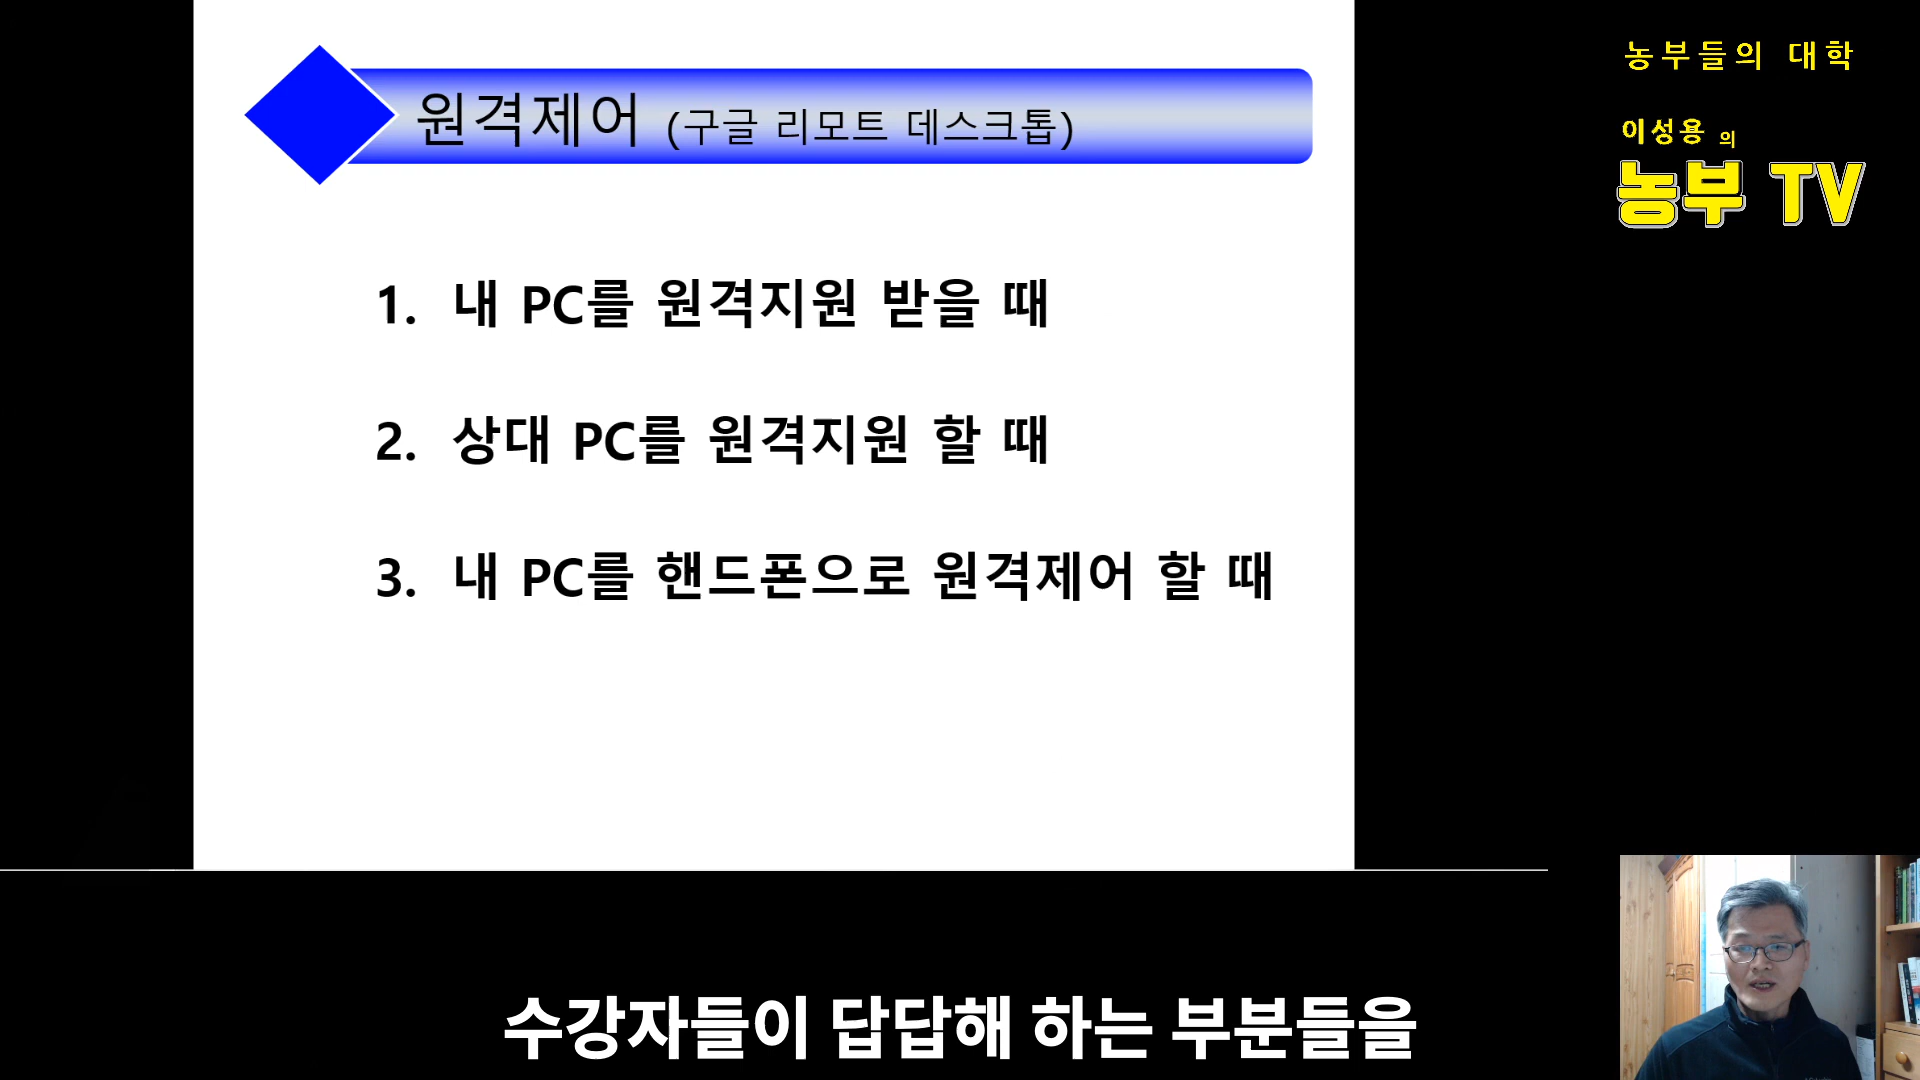 원격제어 (구글 리모트 데스크톱)
1. 내 PC를 원격지원 받을 때
2. 상대 PC를 원격지원 할 때
3. 내 PC를 핸드폰으로 원격제어 할 때
농부들의 대학
이성용 의
농부 TV
수강자들이 답답해 하는 부분들을